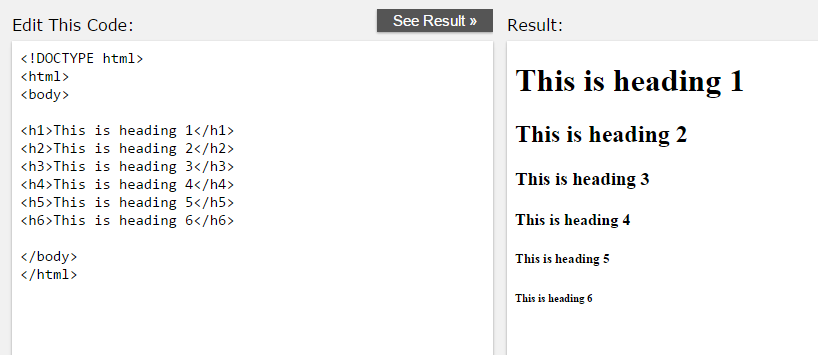 Edit This Code:
See Result »
<!DOCTYPE html>
<html>
<body>
<h1>This is heading 1</h1>
<h2>This is heading 2</h2>
<h3>This is heading 3</h3>
<h4>This is heading 4</h4>
<h5>This is heading 5</h5>
<h6>This is heading 6</h6>
</body>
</html>
Result:
This is heading 1
This is heading 2
This is heading 3
This is heading 4
This is heading 5
This is heading 6